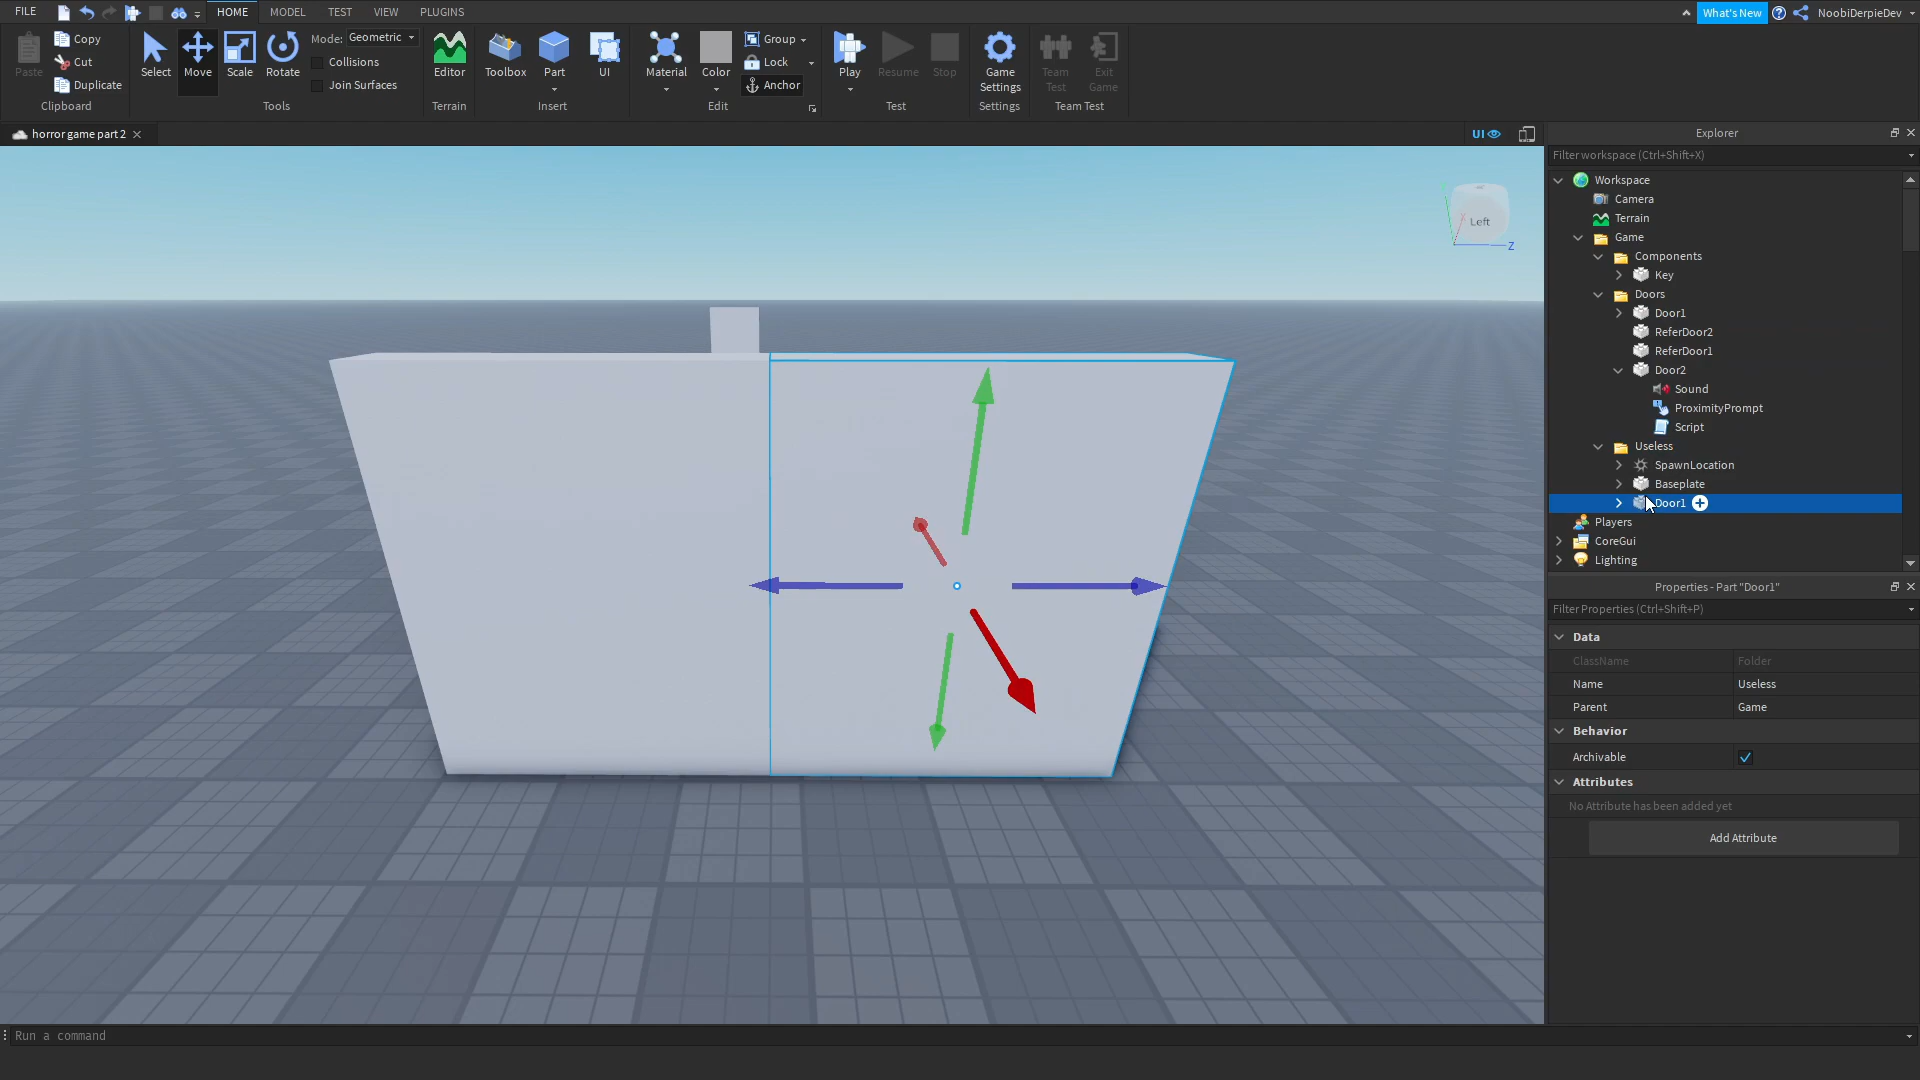 FILE HOME MODEL TEST VIEW PLUGINS What's New NoobiDerpieDev
Paste Copy Cut Duplicate Clipboard
Select Move Scale Rotate Mode: Geometric Collisions Join Surfaces Tools
Editor Terrain
Toolbox Part UI Insert
Material Color Group Lock Anchor Edit
Play Resume Stop Test
Game Settings Settings
Team Test Exit Game Team Test
horror game part 2
UI
Left
Z
Explorer
Filter workspace (Ctrl+Shift+X)
Workspace
Camera
Terrain
Game
Components
Key
Doors
Door1
ReferDoor2
ReferDoor1
Door2
Sound
ProximityPrompt
Script
Useless
SpawnLocation
Baseplate
Door1
Players
CoreGui
Lighting
Properties - Part "Door1"
Filter Properties (Ctrl+Shift+P)
Data
ClassName Folder
Name Useless
Parent Game
Behavior
Archivable
Attributes
No Attribute has been added yet
Add Attribute
Run a command